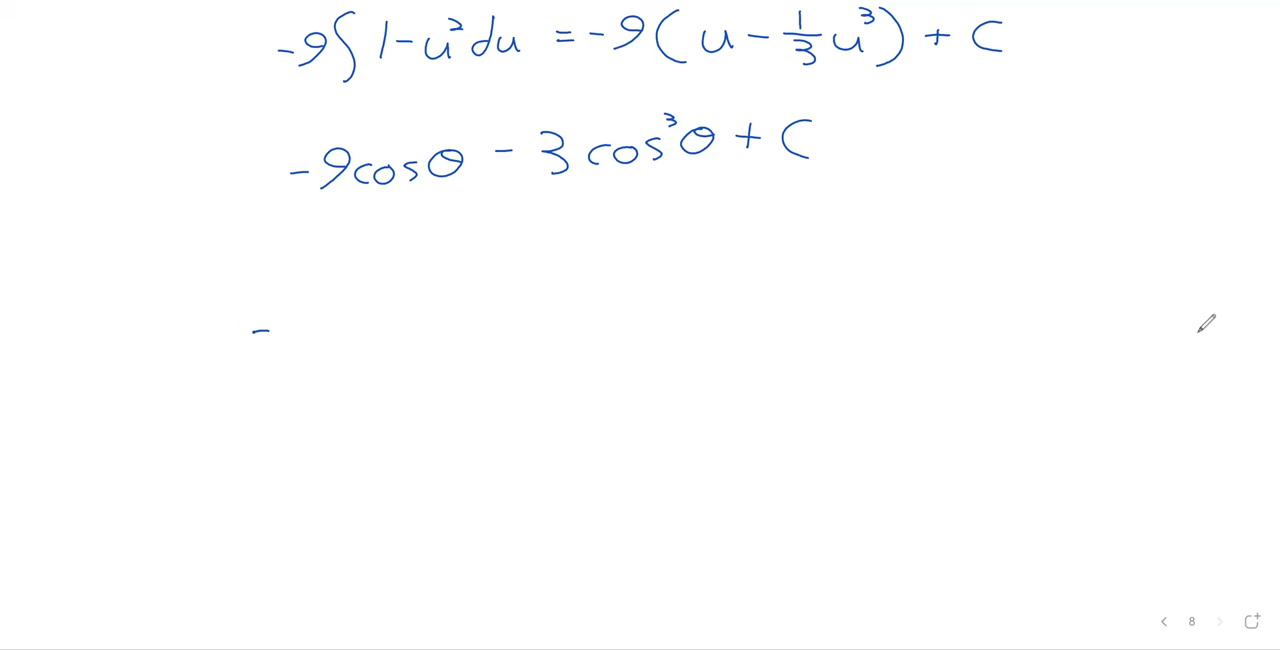 -9∫1-u²du = -9(u - 1/3 u³) + C
-9cosθ - 3cos³θ + C
-
8